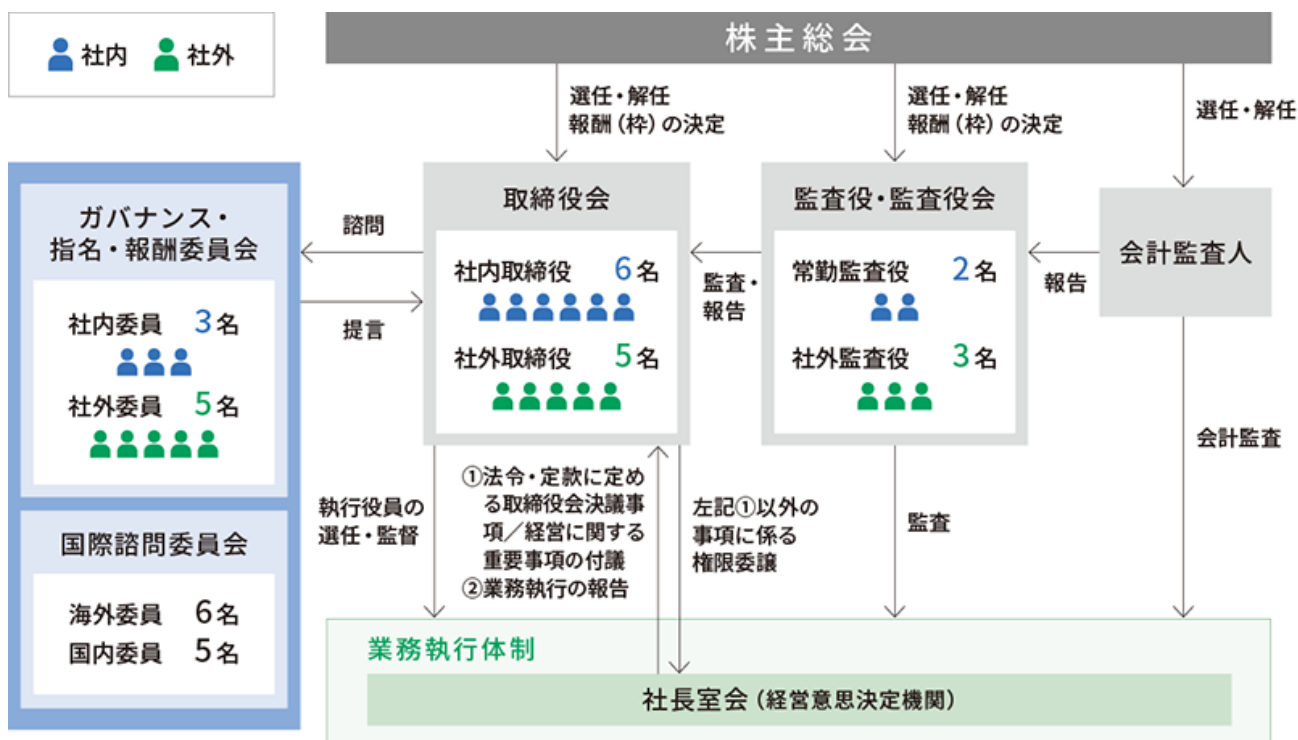 社内 社外
株主総会
選任・解任
報酬(枠)の決定
選任・解任
報酬(枠)の決定
選任・解任
ガバナンス・
指名・報酬委員会
社内委員 3名
社外委員 5名
国際諮問委員会
海外委員 6名
国内委員 5名
諮問
提言
取締役会
社内取締役 6名
社外取締役 5名
監査・
報告
監査役・監査役会
常勤監査役 2名
社外監査役 3名
報告
会計監査人
執行役員の
選任・監督
①法令・定款に定め
る取締役会決議事
項/経営に関する
重要事項の付議
②業務執行の報告
左記①以外の
事項に係る
権限委譲
監査
会計監査
業務執行体制
社長室会(経営意思決定機関)